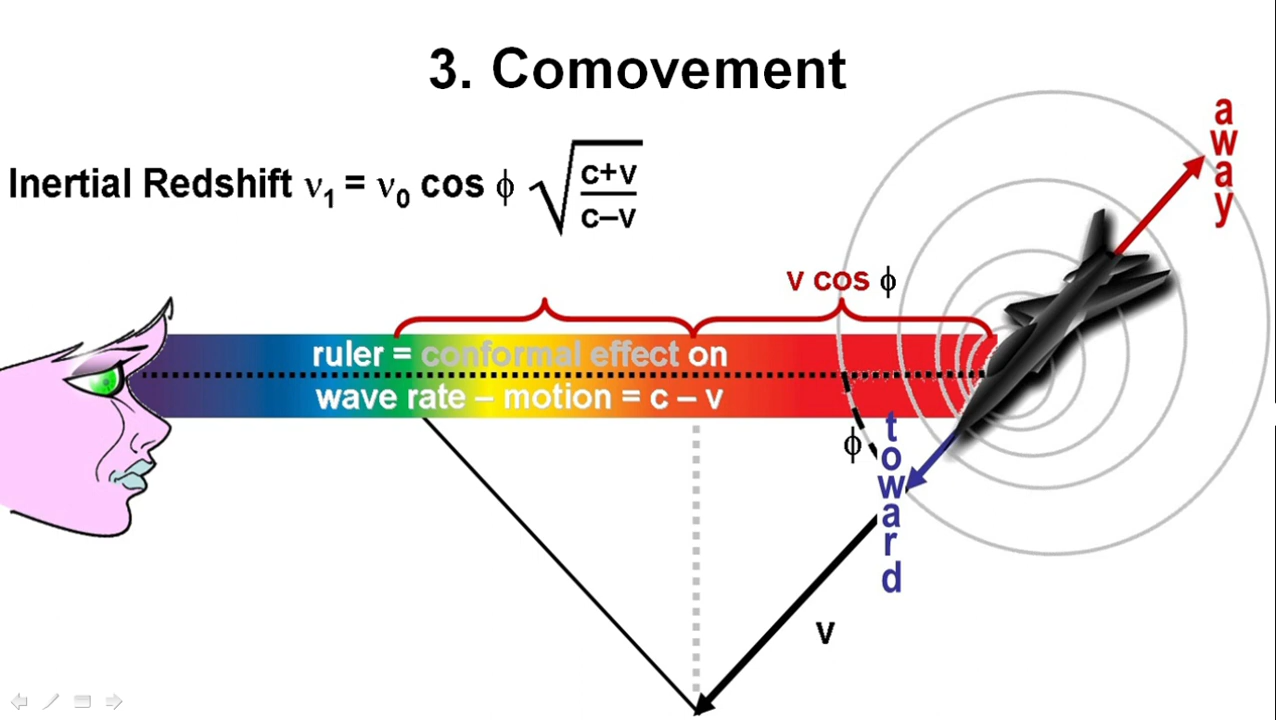 3. Comovement
Inertial Redshift ν₁ = ν₀ cos ϕ √
c+v
c–v
away
v cos ϕ
ruler = conformal effect on
wave rate – motion = c – v
ϕ
toward
v